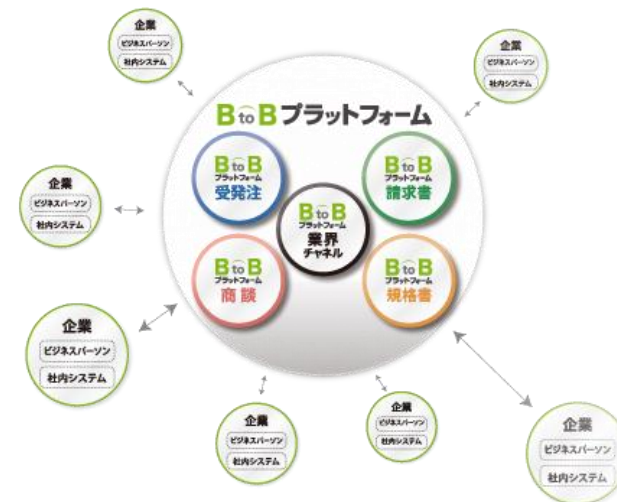 企業
ビジネスパーソン
社内システム
企業
ビジネスパーソン
社内システム
BtoBプラットフォーム
BtoB
プラットフォーム
受発注
BtoB
プラットフォーム
請求書
企業
ビジネスパーソン
社内システム
BtoB
プラットフォーム
業界
チャネル
BtoB
プラットフォーム
商談
BtoB
プラットフォーム
規格書
企業
ビジネスパーソン
社内システム
企業
ビジネスパーソン
社内システム
企業
ビジネスパーソン
社内システム
企業
ビジネスパーソン
社内システム